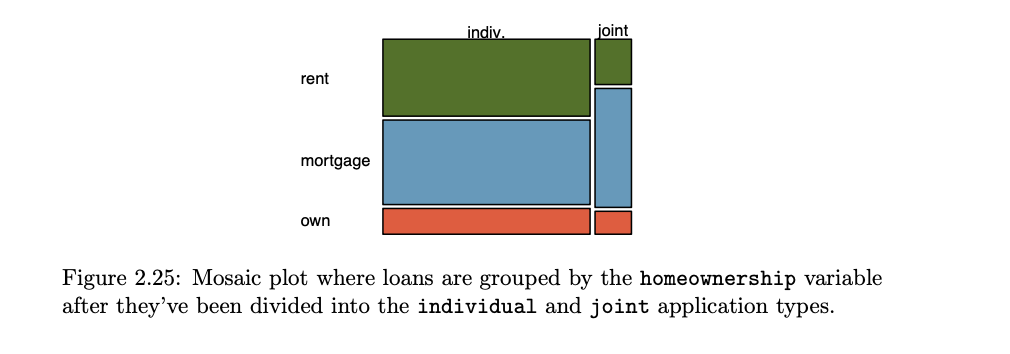 indiv. joint
rent
mortgage
own
Figure 2.25: Mosaic plot where loans are grouped by the homeownership variable
after they've been divided into the individual and joint application types.